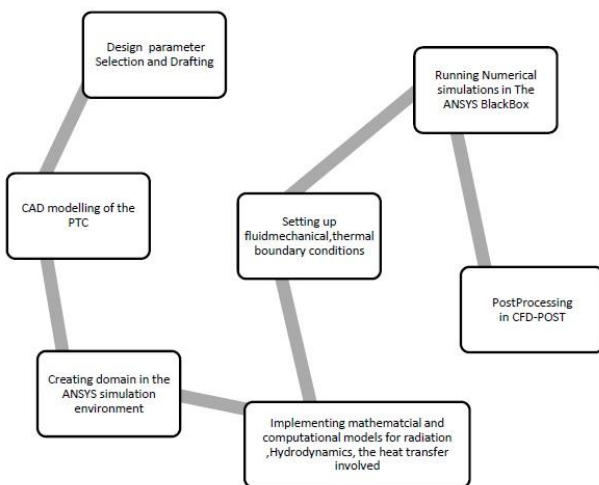 Design parameter
Selection and Drafting
CAD modelling of the
PTC
Creating domain in the
ANSYS simulation
environment
Implementing mathematcial and
computational models for radiation
,Hydrodynamics, the heat transfer
involved
Setting up
fluidmechanical,thermal
boundary conditions
Running Numerical
simulations in The
ANSYS BlackBox
PostProcessing
in CFD-POST